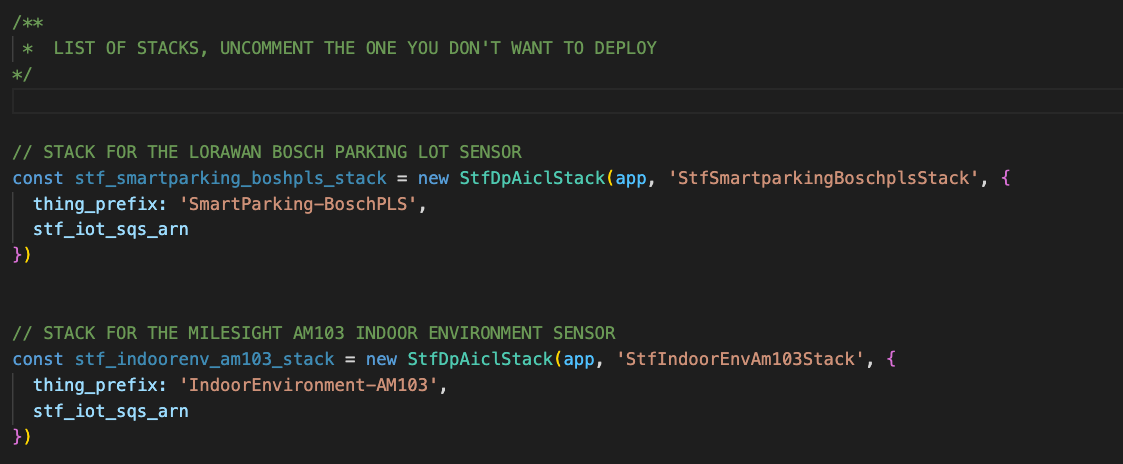 /**
 *  LIST OF STACKS, UNCOMMENT THE ONE YOU DON'T WANT TO DEPLOY
*/
// STACK FOR THE LORAWAN BOSCH PARKING LOT SENSOR
const stf_smartparking_boshpls_stack = new StfDpAiclStack(app, 'StfSmartparkingBoschplsStack', {
  thing_prefix: 'SmartParking-BoschPLS',
  stf_iot_sqs_arn
})
// STACK FOR THE MILESIGHT AM103 INDOOR ENVIRONMENT SENSOR
const stf_indoorenv_am103_stack = new StfDpAiclStack(app, 'StfIndoorEnvAm103Stack', {
  thing_prefix: 'IndoorEnvironment-AM103',
  stf_iot_sqs_arn
})